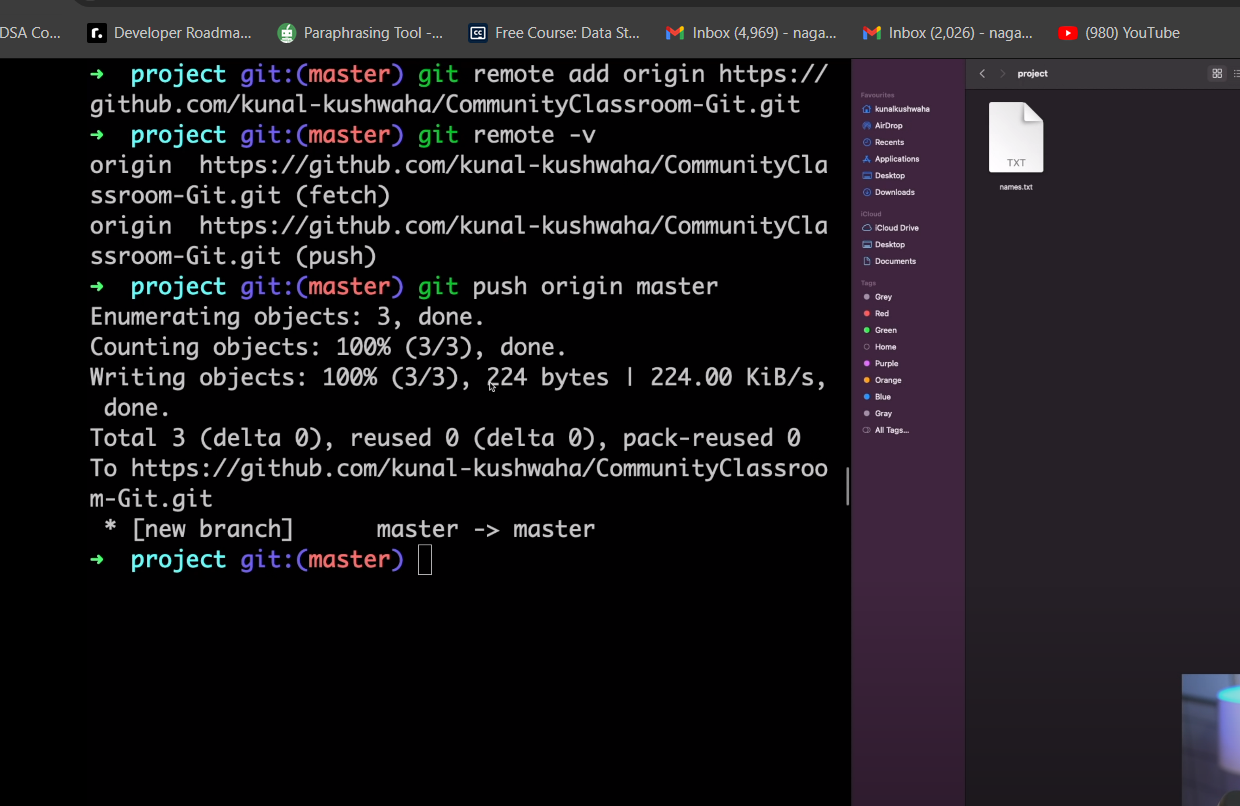 DSA Co...
Developer Roadma...
Paraphrasing Tool -...
Free Course: Data St...
Inbox (4,969) - naga...
Inbox (2,026) - naga...
(980) YouTube
➜ project git:(master) git remote add origin https://
github.com/kunal-kushwaha/CommunityClassroom-Git.git
➜ project git:(master) git remote -v
origin  https://github.com/kunal-kushwaha/CommunityCla
ssroom-Git.git (fetch)
origin  https://github.com/kunal-kushwaha/CommunityCla
ssroom-Git.git (push)
➜ project git:(master) git push origin master
Enumerating objects: 3, done.
Counting objects: 100% (3/3), done.
Writing objects: 100% (3/3), 224 bytes | 224.00 KiB/s,
 done.
Total 3 (delta 0), reused 0 (delta 0), pack-reused 0
To https://github.com/kunal-kushwaha/CommunityClassroo
m-Git.git
 * [new branch]      master -> master
➜ project git:(master)
Favourites
kunalkushwaha
AirDrop
Recents
Applications
Desktop
Downloads
iCloud
iCloud Drive
Desktop
Documents
Tags
Grey
Red
Green
Home
Purple
Orange
Blue
Gray
All Tags...
project
TXT
names.txt